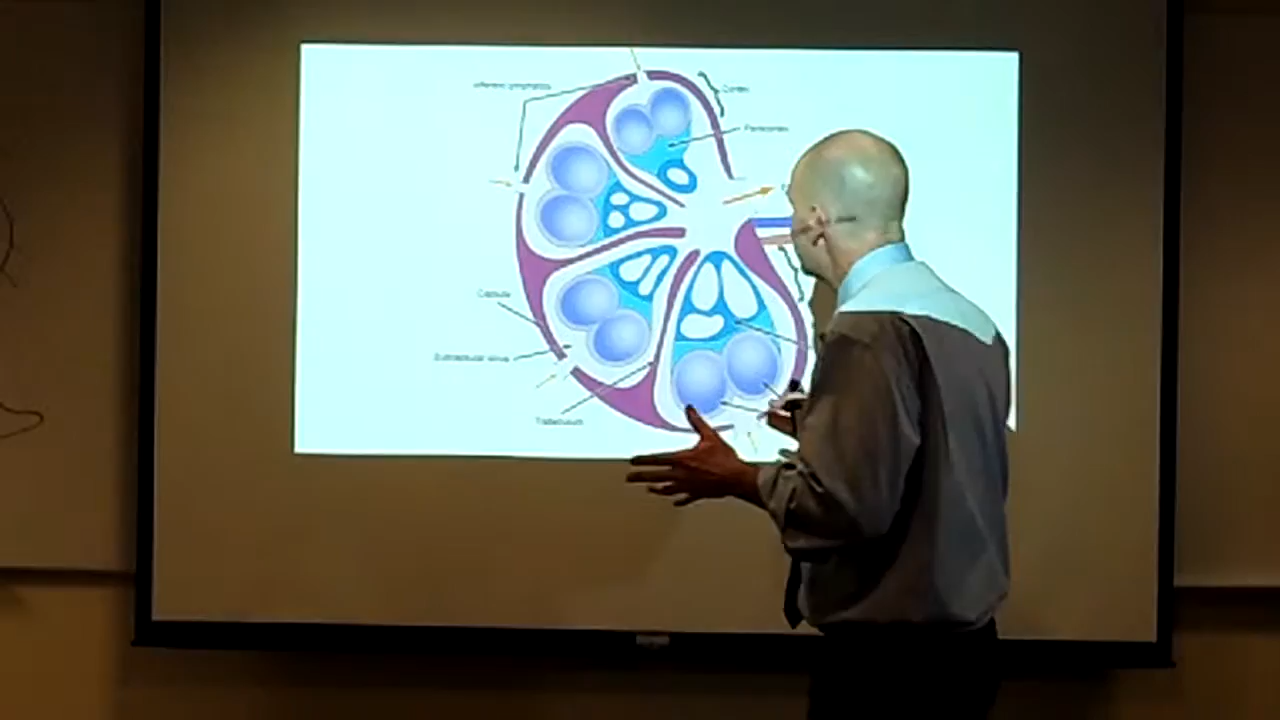 Afferent lymphatics
Cortex
Paracortex
Capsule
Subcapsular sinus
Trabeculum